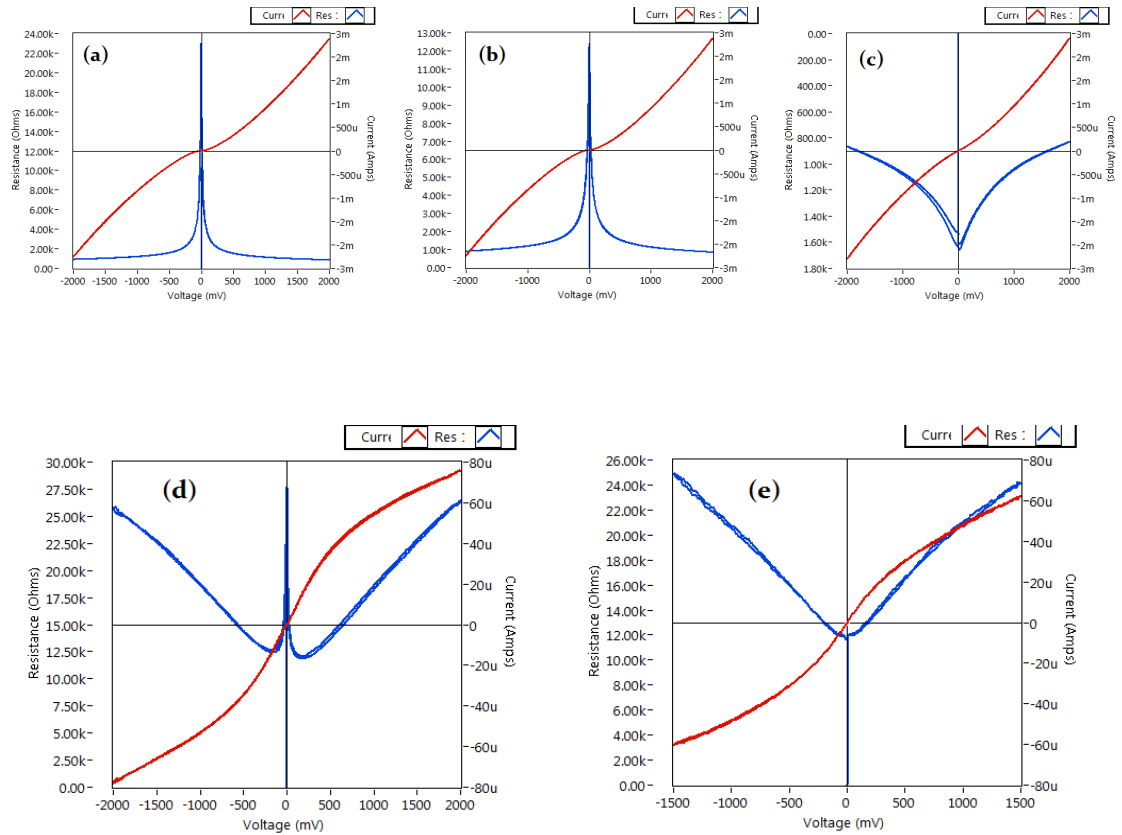 Curre Res :
(a)
24.00k
22.00k
20.00k
18.00k
16.00k
14.00k
12.00k
10.00k
8.00k
6.00k
4.00k
2.00k
0.00
Resistance (Ohms)
3m
2m
2m
1m
500u
0
-500u
-1m
-2m
-2m
-3m
Current (Amps)
-2000 -1500 -1000 -500 0 500 1000 1500 2000
Voltage (mV)
Curre Res :
(b)
13.00k
12.00k
11.00k
10.00k
9.00k
8.00k
7.00k
6.00k
5.00k
4.00k
3.00k
2.00k
1.00k
0.00
Resistance (Ohms)
3m
2m
2m
1m
500u
0
-500u
-1m
-2m
-2m
-3m
Current (Amps)
-2000 -1500 -1000 -500 0 500 1000 1500 2000
Voltage (mV)
Curre Res :
(c)
0.00
200.00
400.00
600.00
800.00
1.00k
1.20k
1.40k
1.60k
1.80k
Resistance (Ohms)
3m
2m
2m
1m
500u
0
-500u
-1m
-2m
-2m
-3m
Current (Amps)
-2000 -1500 -1000 -500 0 500 1000 1500 2000
Voltage (mV)
Curre Res :
(d)
30.00k
27.50k
25.00k
22.50k
20.00k
17.50k
15.00k
12.50k
10.00k
7.50k
5.00k
2.50k
0.00
Resistance (Ohms)
80u
60u
40u
20u
0
-20u
-40u
-60u
-80u
Current (Amps)
-2000 -1500 -1000 -500 0 500 1000 1500 2000
Voltage (mV)
Curre Res :
(e)
26.00k
24.00k
22.00k
20.00k
18.00k
16.00k
14.00k
12.00k
10.00k
8.00k
6.00k
4.00k
2.00k
0.00
Resistance (Ohms)
80u
60u
40u
20u
0
-20u
-40u
-60u
-80u
Current (Amps)
-1500 -1000 -500 0 500 1000 1500
Voltage (mV)